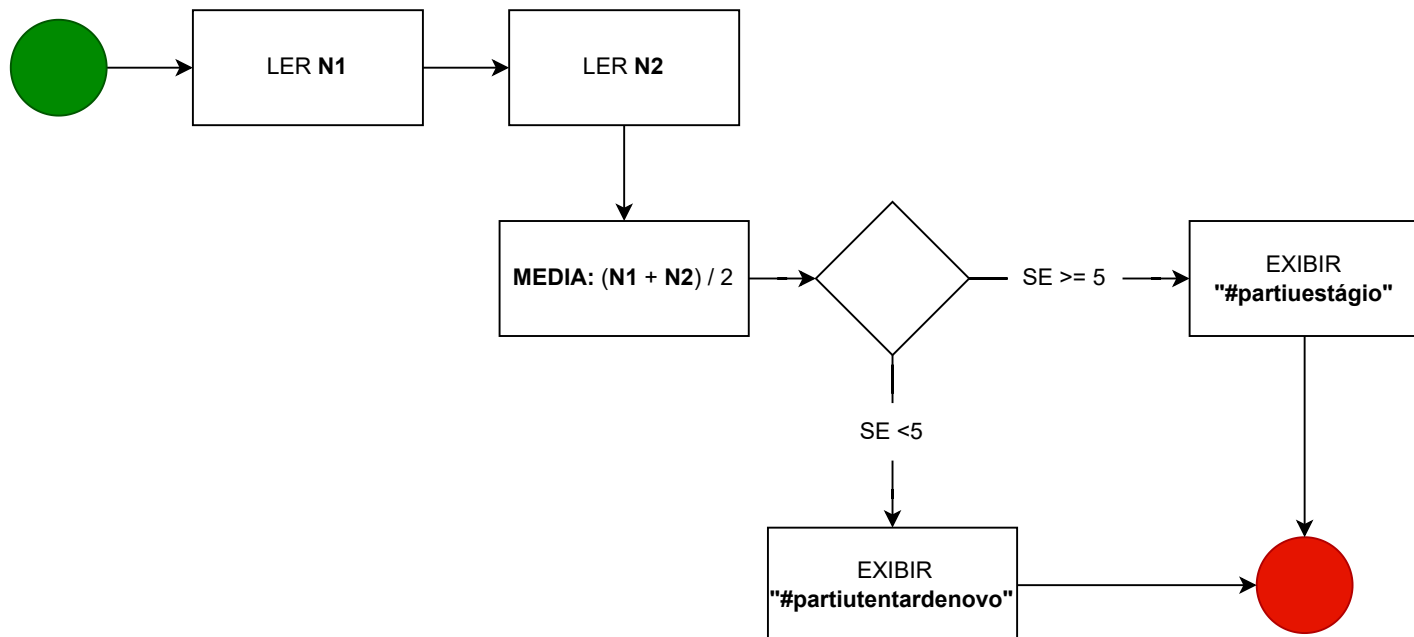 LER N1
LER N2
MEDIA: (N1 + N2) / 2
SE >= 5
EXIBIR
"#partiuestágio"
SE <5
EXIBIR
"#partiutentardenovo"